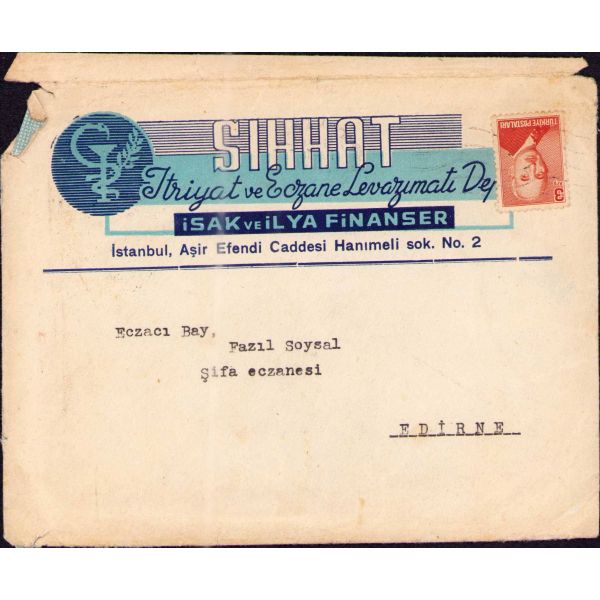 SIHHAT
Itriyat ve Eczane Levazımatı Dep
İSAK VE İLYA FİNANSER
İstanbul, Aşir Efendi Caddesi Hanımeli sok. No. 2
TÜRKİYE POSTALARI
3
Eczacı Bay,
Fazıl Soysal
Şifa eczanesi
EDİRNE